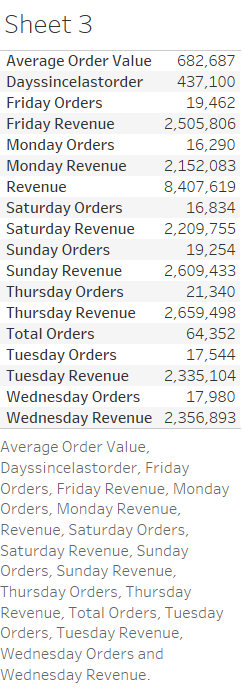 Sheet 3
Average Order Value 682,687
Dayssincelastorder 437,100
Friday Orders 19,462
Friday Revenue 2,505,806
Monday Orders 16,290
Monday Revenue 2,152,083
Revenue 8,407,619
Saturday Orders 16,834
Saturday Revenue 2,209,755
Sunday Orders 19,254
Sunday Revenue 2,609,433
Thursday Orders 21,340
Thursday Revenue 2,659,498
Total Orders 64,352
Tuesday Orders 17,544
Tuesday Revenue 2,335,104
Wednesday Orders 17,980
Wednesday Revenue 2,356,893
Average Order Value,
Dayssincelastorder, Friday
Orders, Friday Revenue, Monday
Orders, Monday Revenue,
Revenue, Saturday Orders,
Saturday Revenue, Sunday
Orders, Sunday Revenue,
Thursday Orders, Thursday
Revenue, Total Orders, Tuesday
Orders, Tuesday Revenue,
Wednesday Orders and
Wednesday Revenue.